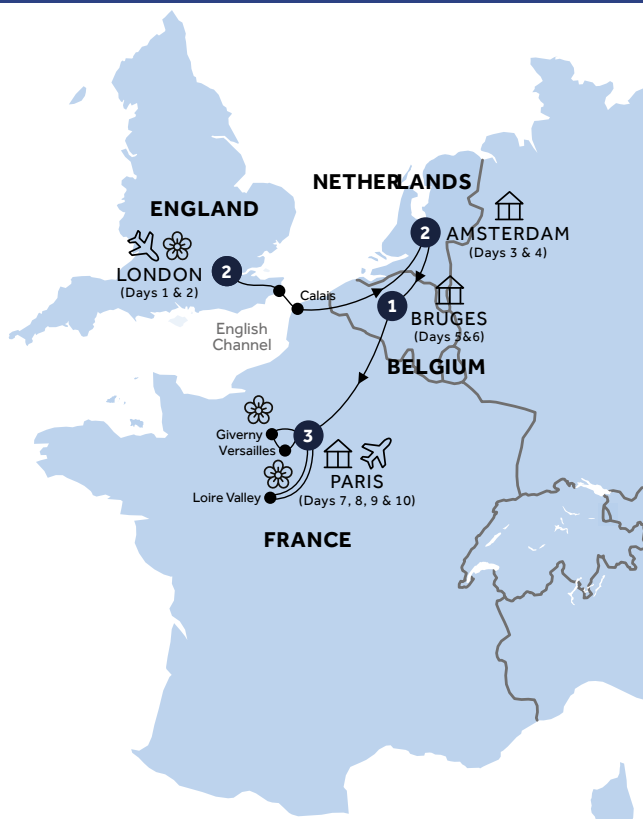 NETHERLANDS
ENGLAND
2
AMSTERDAM
(Days 3 & 4)
LONDON
(Days 1 & 2)
2
Calais
1
BRUGES
(Days 5&6)
English
Channel
BELGIUM
Giverny
Versailles
3
PARIS
(Days 7, 8, 9 & 10)
Loire Valley
FRANCE